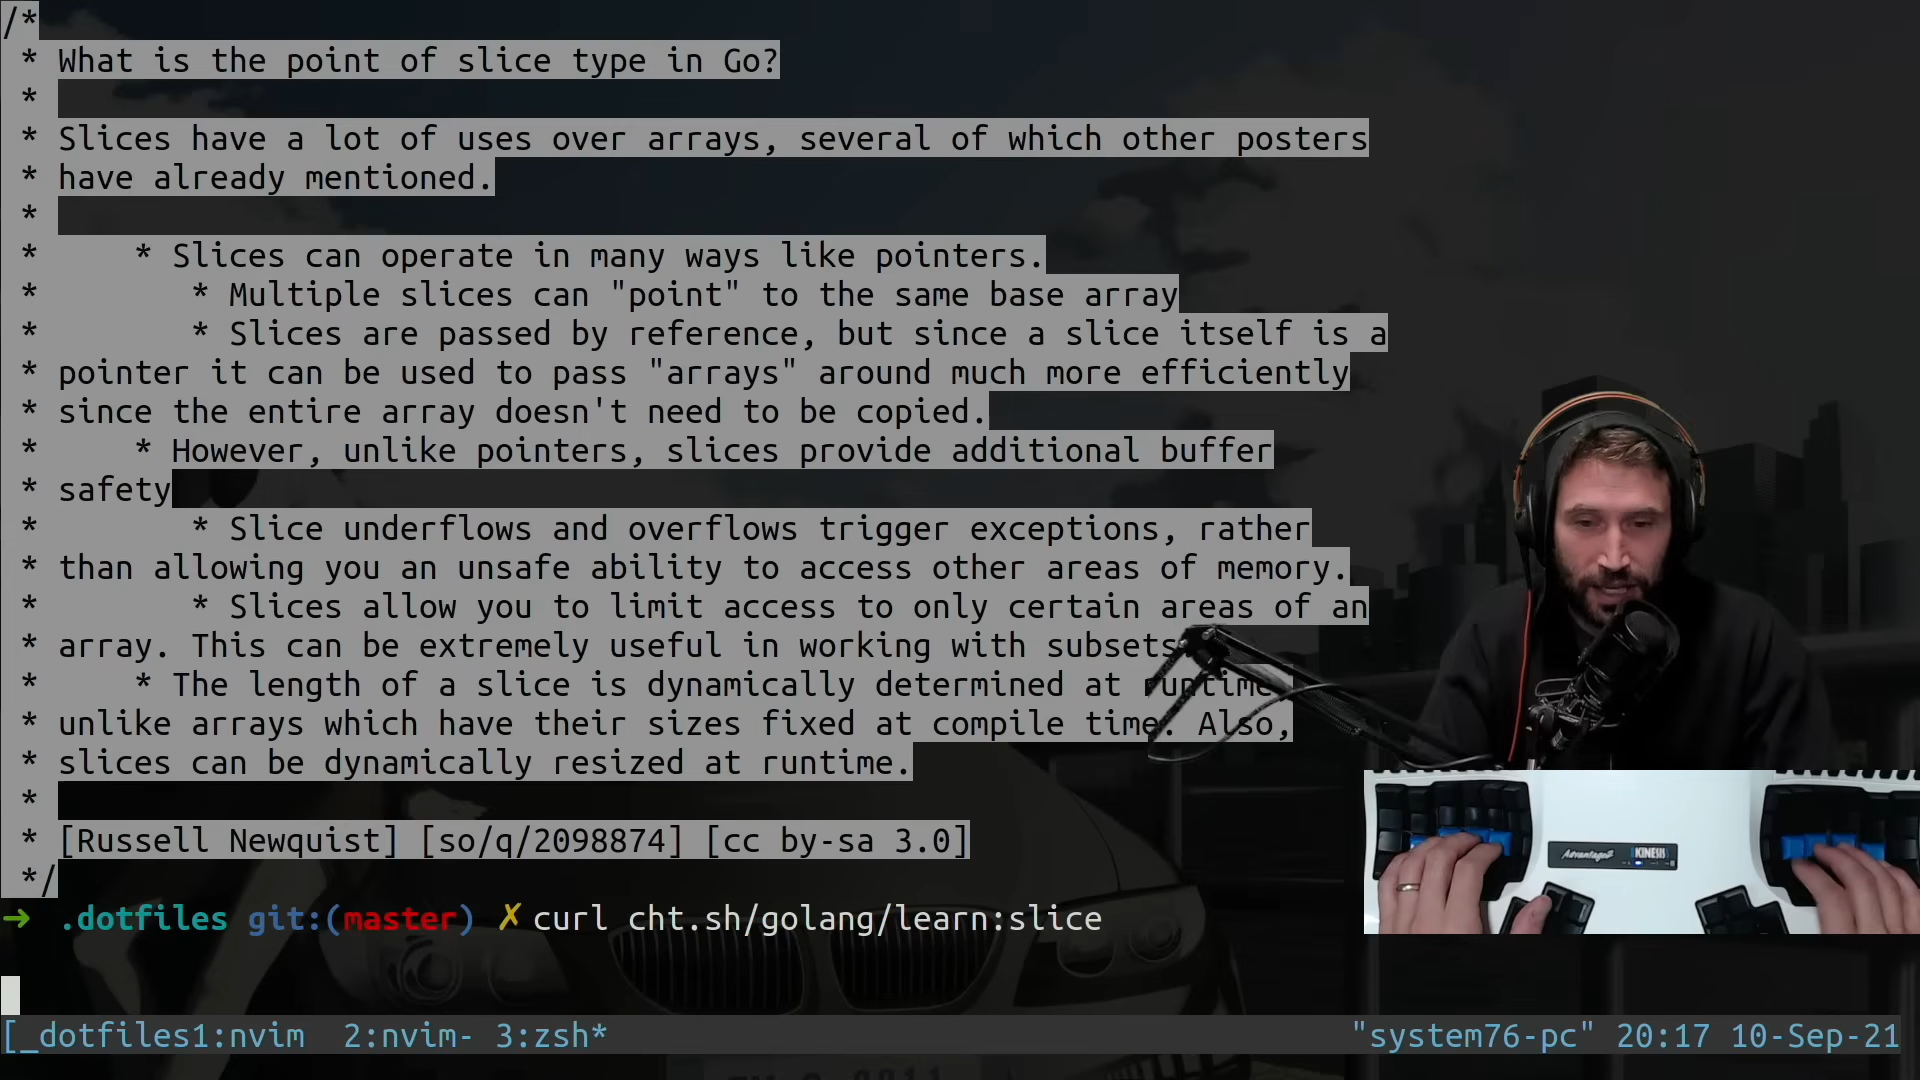 /*
 * What is the point of slice type in Go?
 *
 * Slices have a lot of uses over arrays, several of which other posters
 * have already mentioned.
 *
 *     * Slices can operate in many ways like pointers.
 *        * Multiple slices can "point" to the same base array
 *        * Slices are passed by reference, but since a slice itself is a
 * pointer it can be used to pass "arrays" around much more efficiently
 * since the entire array doesn't need to be copied.
 *     * However, unlike pointers, slices provide additional buffer
 * safety
 *        * Slice underflows and overflows trigger exceptions, rather
 * than allowing you an unsafe ability to access other areas of memory.
 *        * Slices allow you to limit access to only certain areas of an
 * array. This can be extremely useful in working with subsets
 *     * The length of a slice is dynamically determined at runtime
 * unlike arrays which have their sizes fixed at compile time. Also,
 * slices can be dynamically resized at runtime.
 *
 * [Russell Newquist] [so/q/2098874] [cc by-sa 3.0]
 */
➜  .dotfiles git:(master) ✗ curl cht.sh/golang/learn:slice
Advantage2 KINESIS
[_dotfiles1:nvim  2:nvim- 3:zsh* "system76-pc" 20:17 10-Sep-21